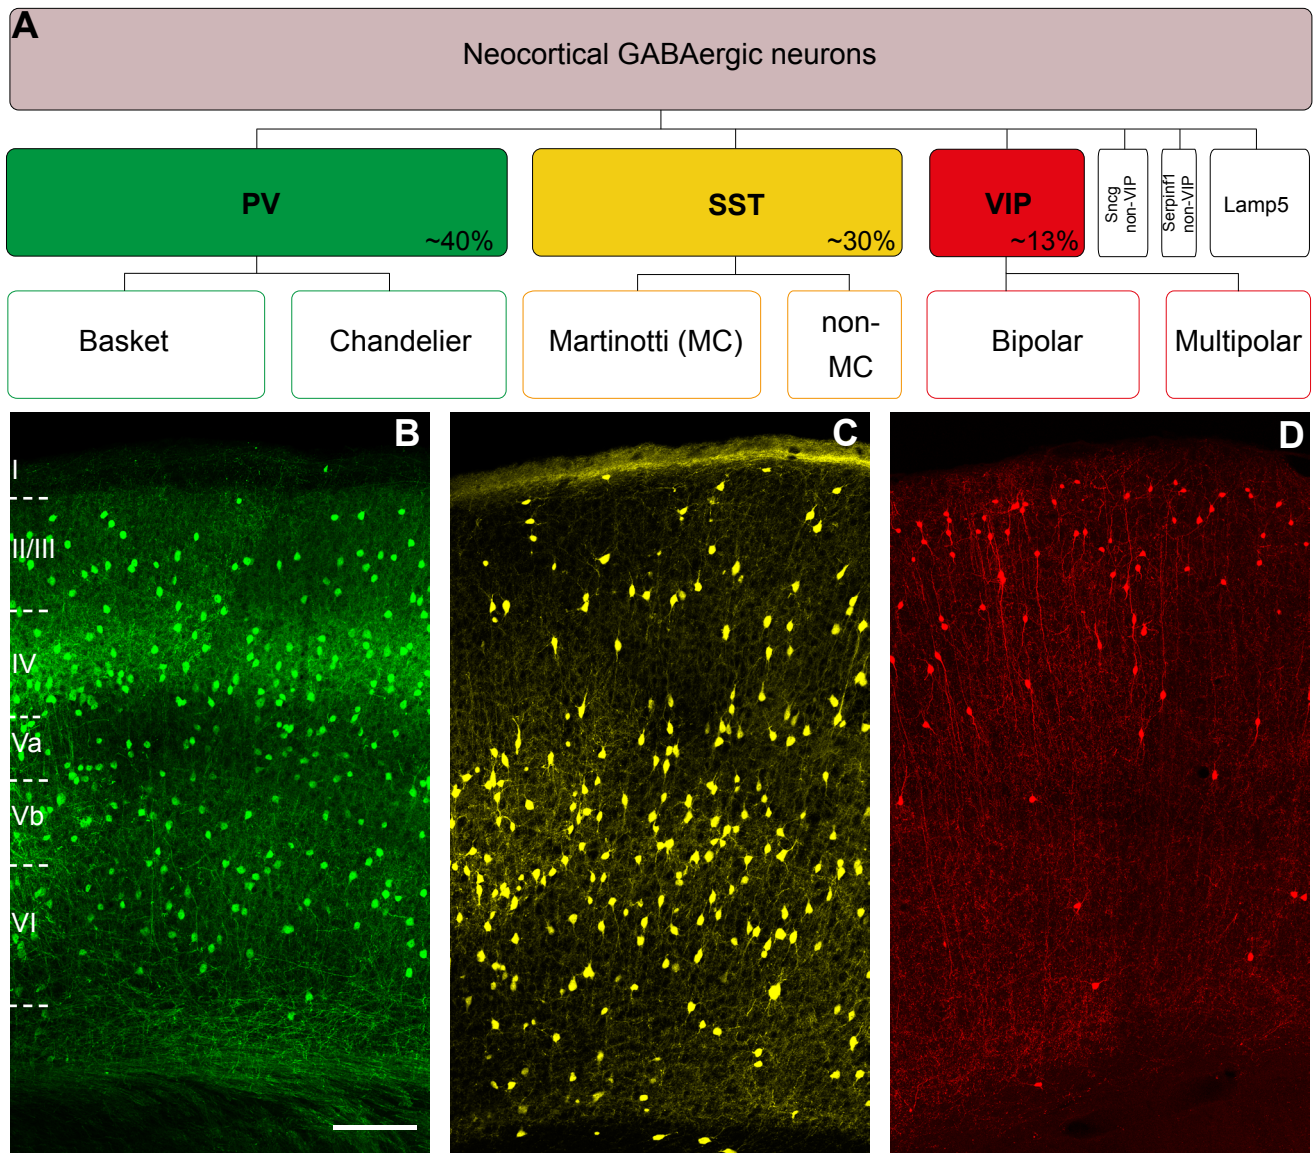 A
Neocortical GABAergic neurons
PV
~40%
SST
~30%
VIP
~13%
Sncg
non-VIP
Serpinf1
non-VIP
Lamp5
Basket
Chandelier
Martinotti (MC)
non-
MC
Bipolar
Multipolar
B
I
II/III
IV
Va
Vb
VI
C
D